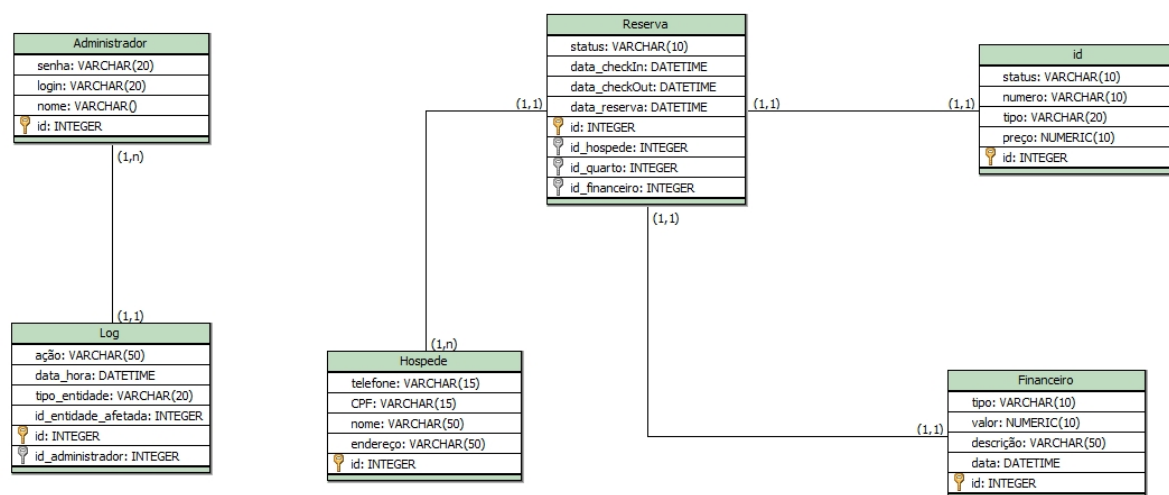 Administrador
senha: VARCHAR(20)
login: VARCHAR(20)
nome: VARCHAR()
id: INTEGER
(1,n)
(1,1)
Log
ação: VARCHAR(50)
data_hora: DATETIME
tipo_entidade: VARCHAR(20)
id_entidade_afetada: INTEGER
id: INTEGER
id_administrador: INTEGER
Reserva
status: VARCHAR(10)
data_checkIn: DATETIME
data_checkOut: DATETIME
data_reserva: DATETIME
id: INTEGER
id_hospede: INTEGER
id_quarto: INTEGER
id_financeiro: INTEGER
(1,1)
(1,1)
(1,1)
(1,1)
id
status: VARCHAR(10)
numero: VARCHAR(10)
tipo: VARCHAR(20)
preço: NUMERIC(10)
id: INTEGER
(1,n)
Hospede
telefone: VARCHAR(15)
CPF: VARCHAR(15)
nome: VARCHAR(50)
endereço: VARCHAR(50)
id: INTEGER
(1,1)
Financeiro
tipo: VARCHAR(10)
valor: NUMERIC(10)
descrição: VARCHAR(50)
data: DATETIME
id: INTEGER